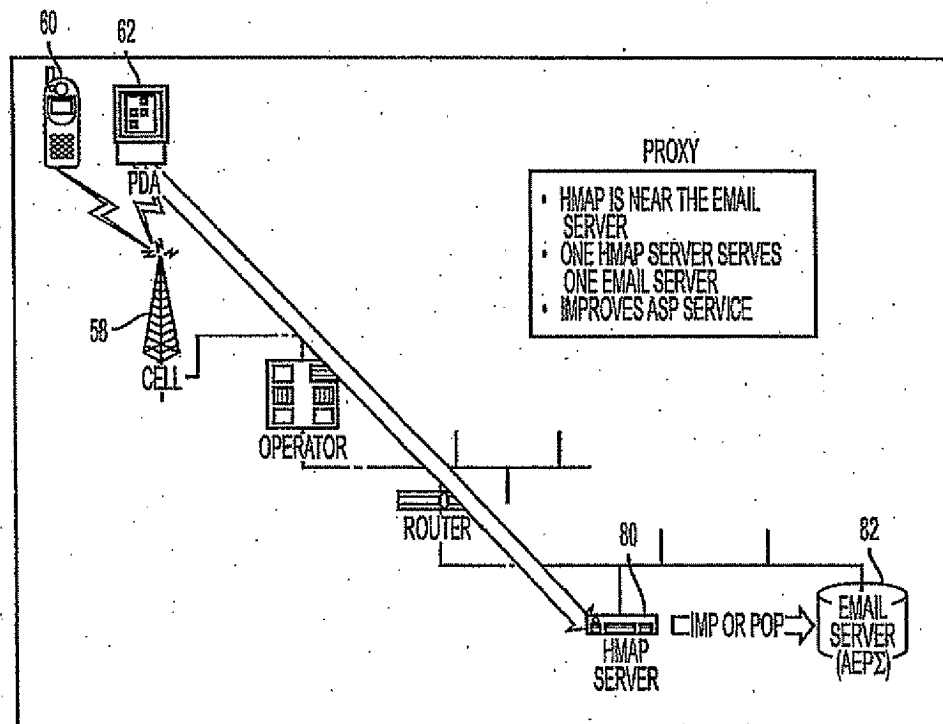 60
62
PDA
58
CELL
OPERATOR
ROUTER
PROXY
• HMAP IS NEAR THE EMAIL
SERVER
• ONE HMAP SERVER SERVES
ONE EMAIL SERVER
• IMPROVES ASP SERVICE
80
82
HMAP
SERVER
IMP OR POP
EMAIL
SERVER
(AEPΣ)